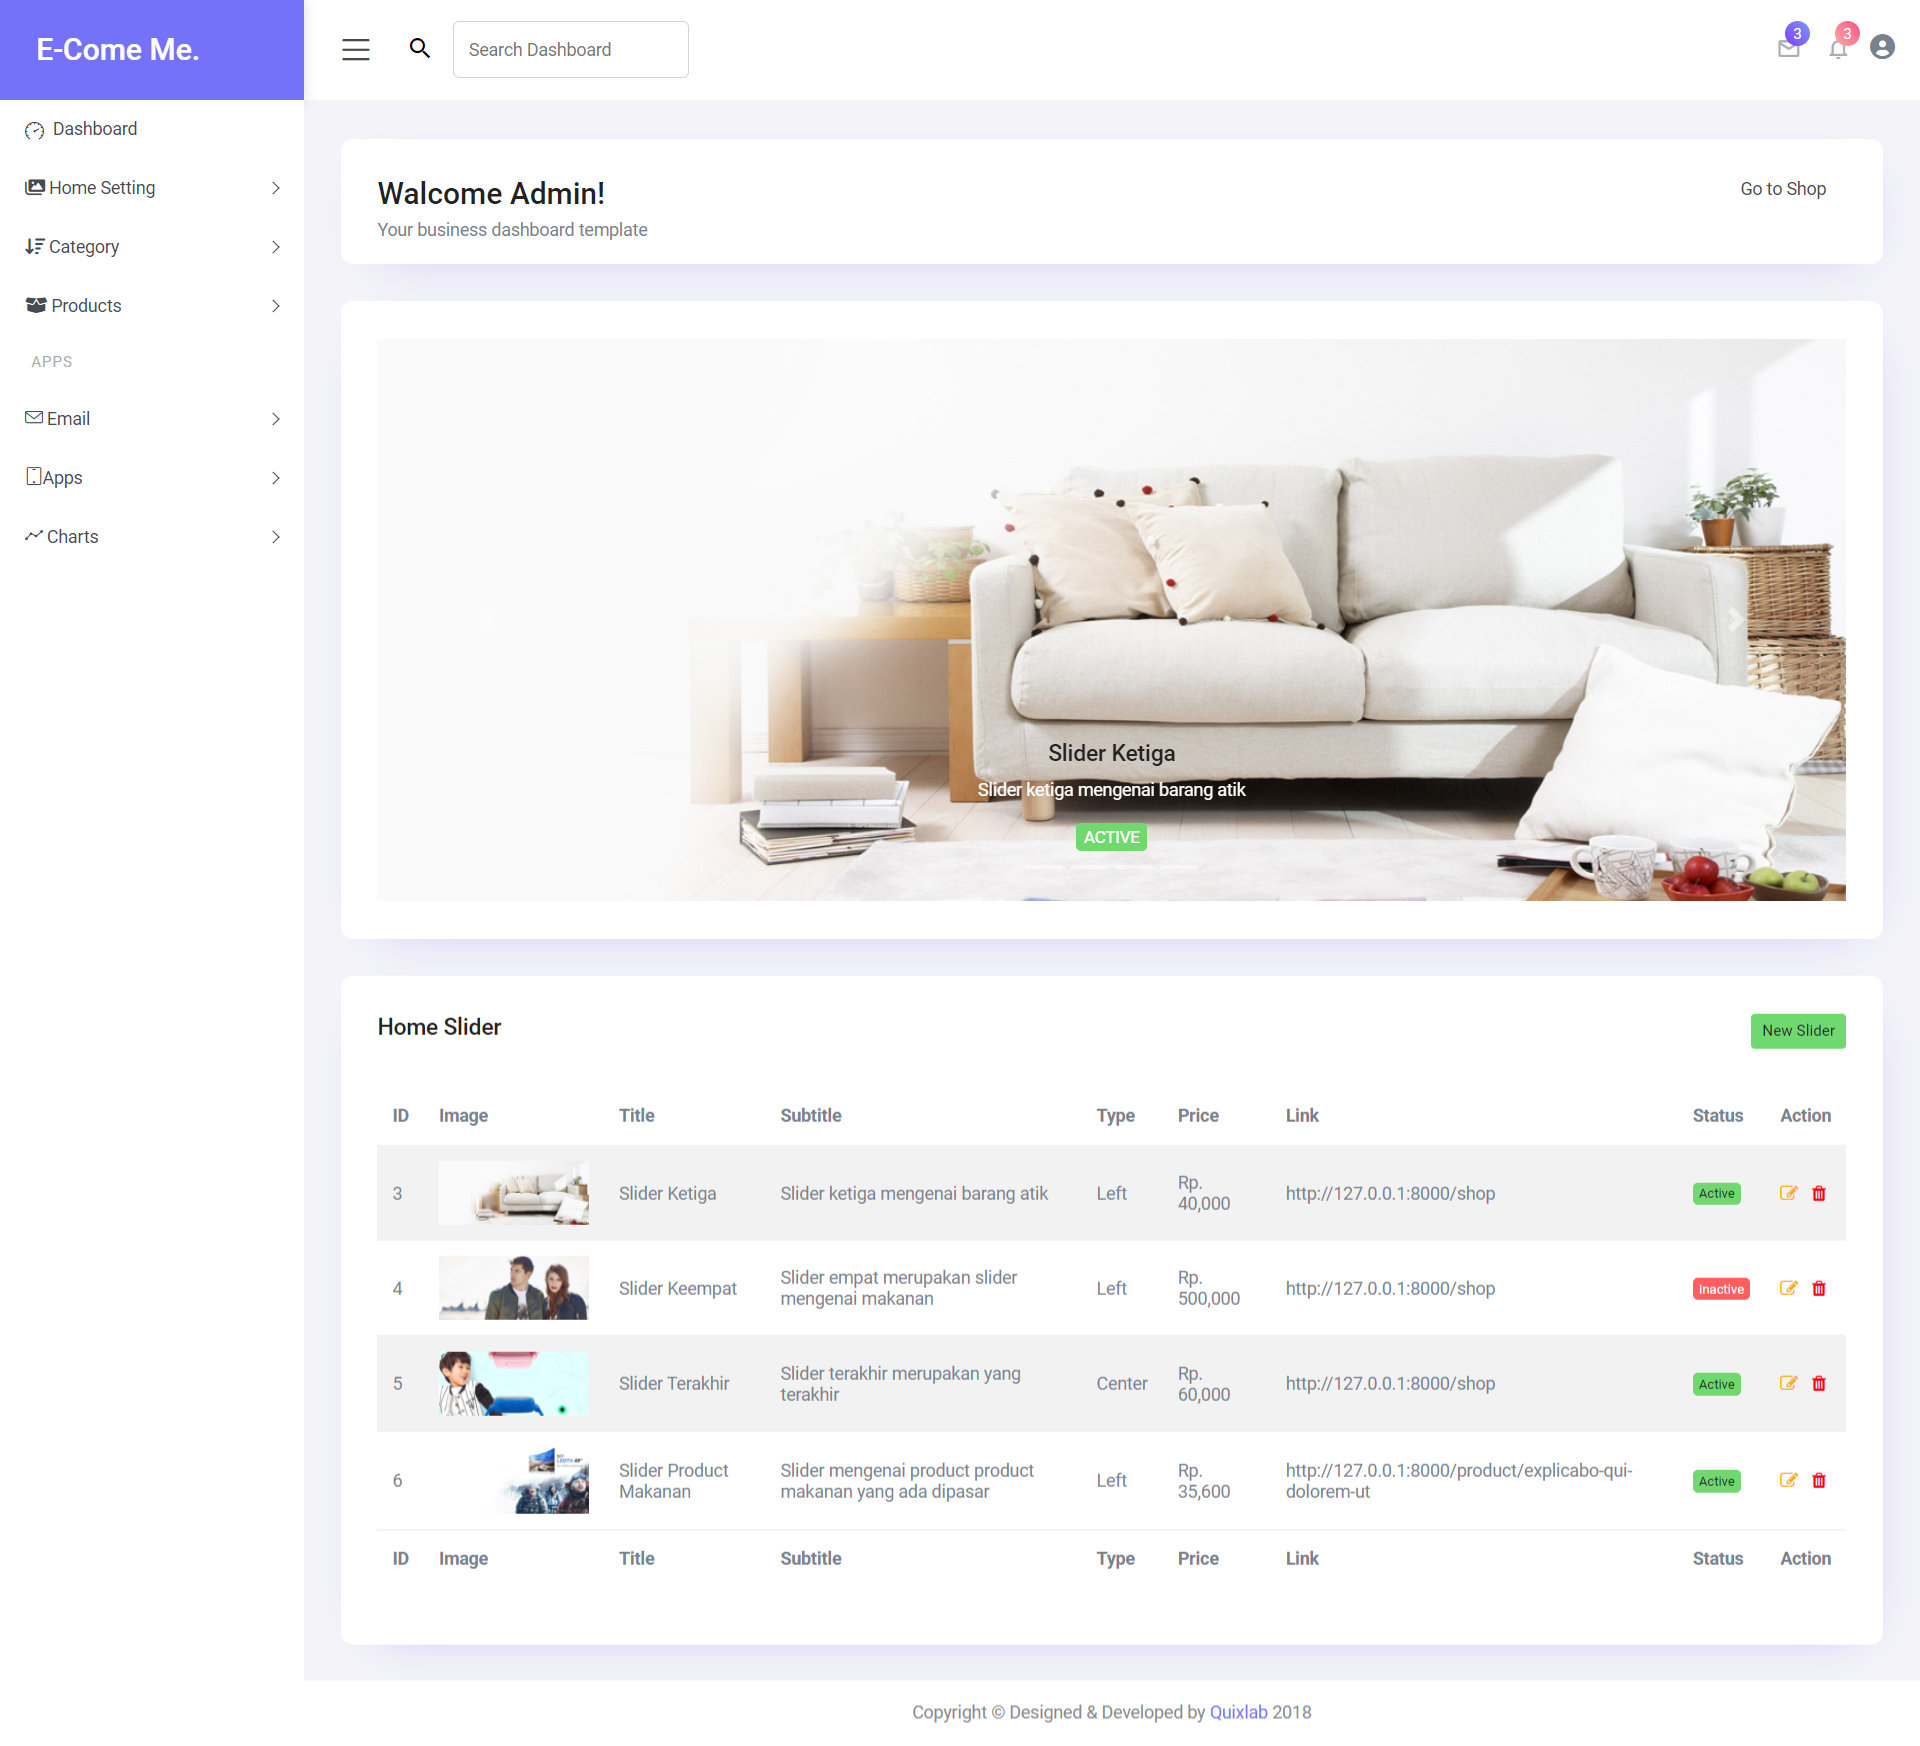 E-Come Me.
Search Dashboard
3
3
Dashboard
Home Setting
Category
Products
APPS
Email
Apps
Charts
Walcome Admin!
Your business dashboard template
Go to Shop
Slider Ketiga
Slider ketiga mengenai barang atik
ACTIVE
Home Slider
New Slider
ID Image Title Subtitle Type Price Link Status Action
3 Slider Ketiga Slider ketiga mengenai barang atik Left Rp. 40,000 http://127.0.0.1:8000/shop Active
4 Slider Keempat Slider empat merupakan slider mengenai makanan Left Rp. 500,000 http://127.0.0.1:8000/shop Inactive
5 Slider Terakhir Slider terakhir merupakan yang terakhir Center Rp. 60,000 http://127.0.0.1:8000/shop Active
6 Slider Product Makanan Slider mengenai product product makanan yang ada dipasar Left Rp. 35,600 http://127.0.0.1:8000/product/explicabo-qui-dolorem-ut Active
ID Image Title Subtitle Type Price Link Status Action
Copyright © Designed & Developed by Quixlab 2018